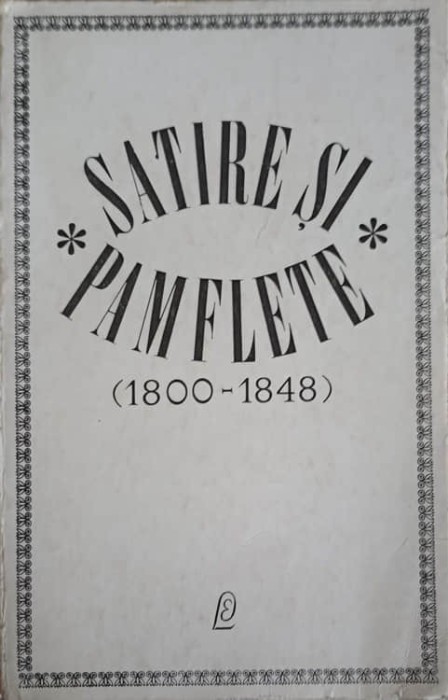 SATIRE ȘI
* PAMFLETE *
(1800-1848)